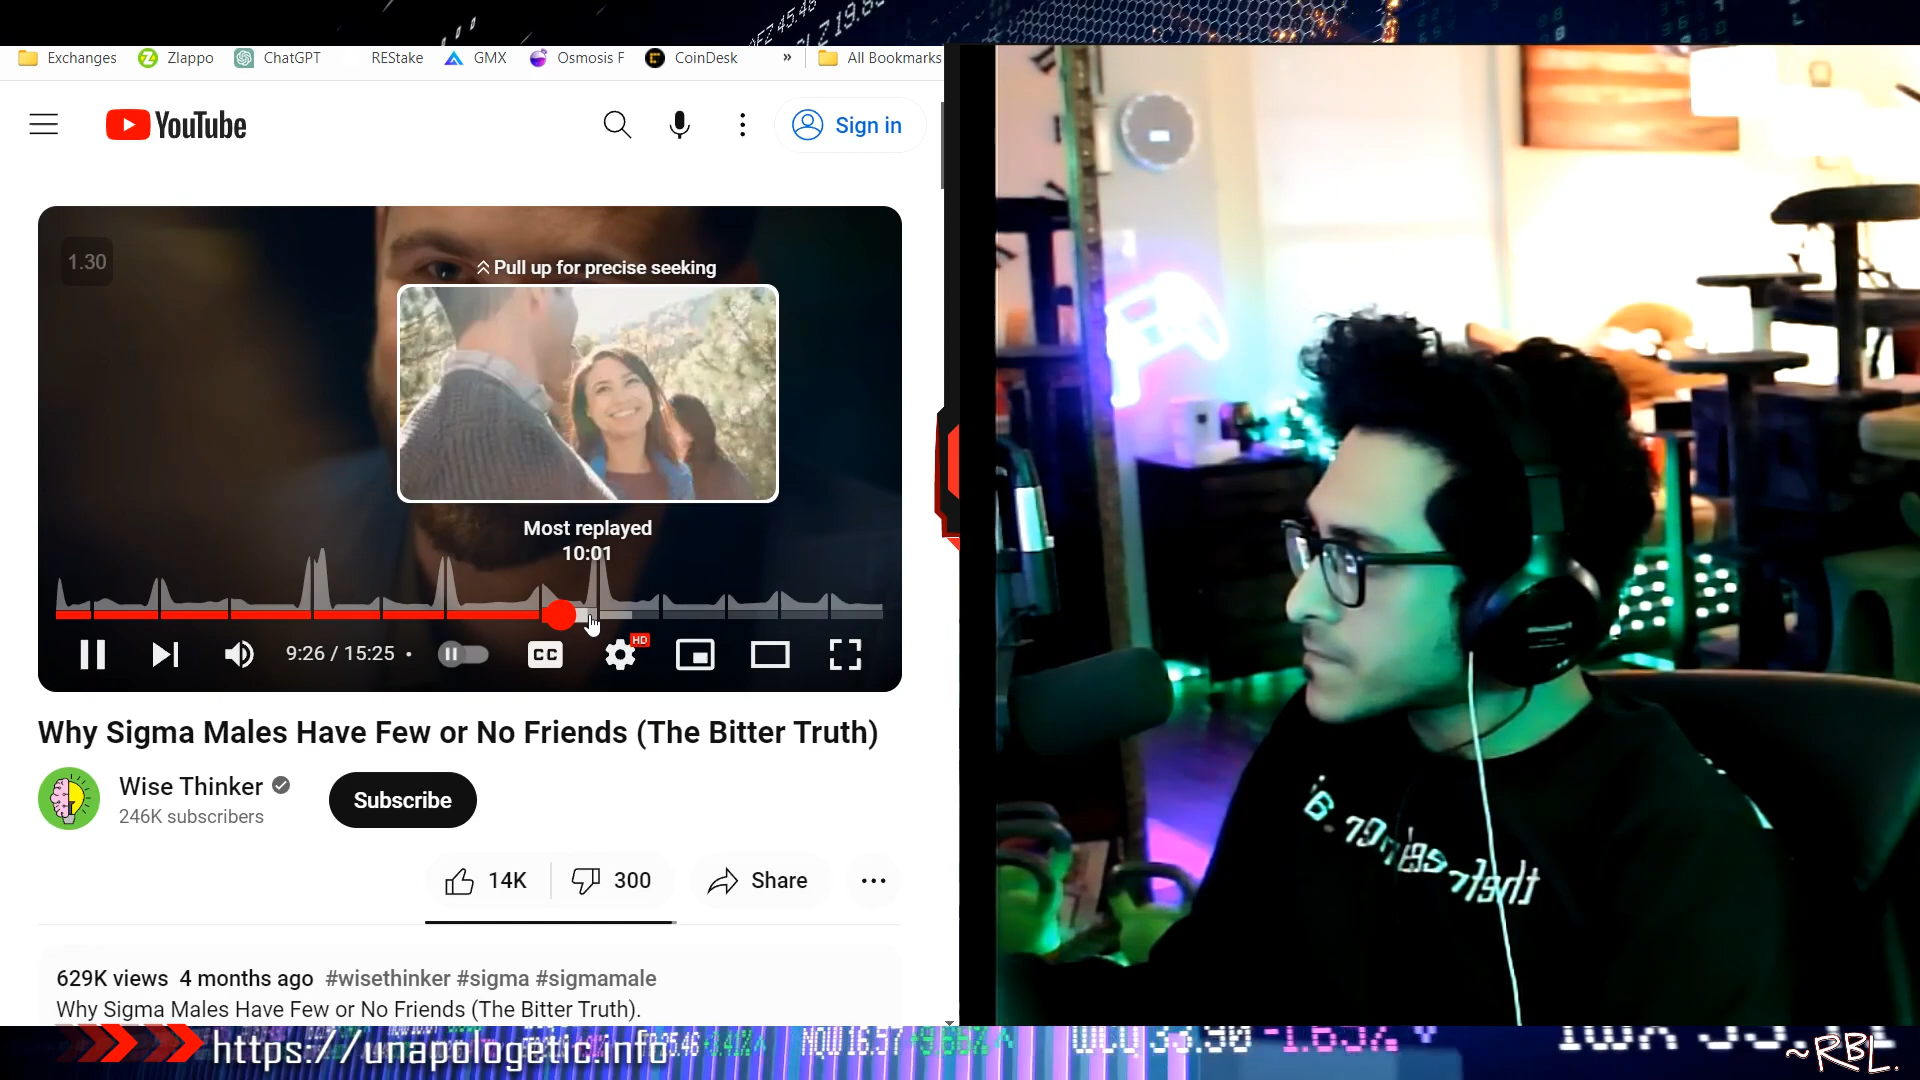 Exchanges Zlappo ChatGPT REStake GMX Osmosis F CoinDesk » All Bookmarks
YouTube
Sign in
1.30
Pull up for precise seeking
Most replayed
10:01
9:26 / 15:25 •
CC
HD
Why Sigma Males Have Few or No Friends (The Bitter Truth)
Wise Thinker
246K subscribers
Subscribe
14K
300
Share
629K views 4 months ago #wisethinker #sigma #sigmamale
Why Sigma Males Have Few or No Friends (The Bitter Truth).
https://unapologetic.info
~RBL.